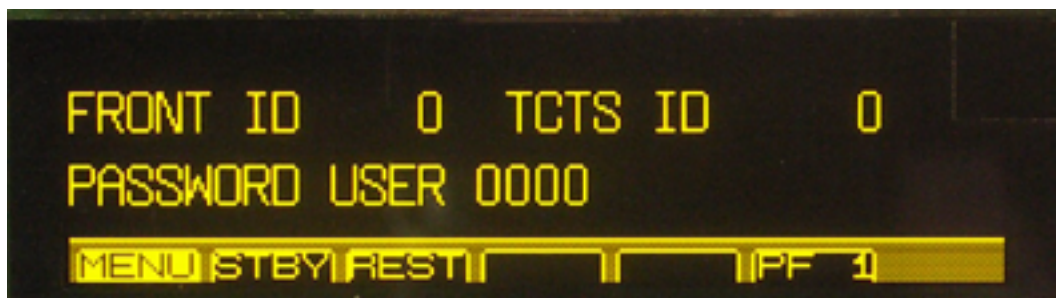 FRONT ID 0 TCTS ID 0
PASSWORD USER 0000
MENU STBY REST PF 1